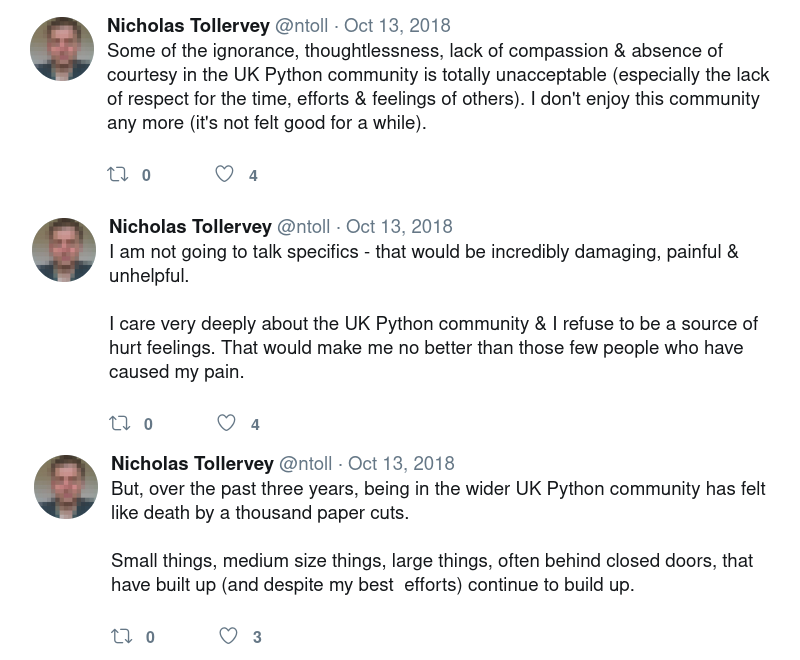 Nicholas Tollervey @ntoll · Oct 13, 2018
Some of the ignorance, thoughtlessness, lack of compassion & absence of
courtesy in the UK Python community is totally unacceptable (especially the lack
of respect for the time, efforts & feelings of others). I don't enjoy this community
any more (it's not felt good for a while).
0 4
Nicholas Tollervey @ntoll · Oct 13, 2018
I am not going to talk specifics - that would be incredibly damaging, painful &
unhelpful.
I care very deeply about the UK Python community & I refuse to be a source of
hurt feelings. That would make me no better than those few people who have
caused my pain.
0 4
Nicholas Tollervey @ntoll · Oct 13, 2018
But, over the past three years, being in the wider UK Python community has felt
like death by a thousand paper cuts.
Small things, medium size things, large things, often behind closed doors, that
have built up (and despite my best  efforts) continue to build up.
0 3